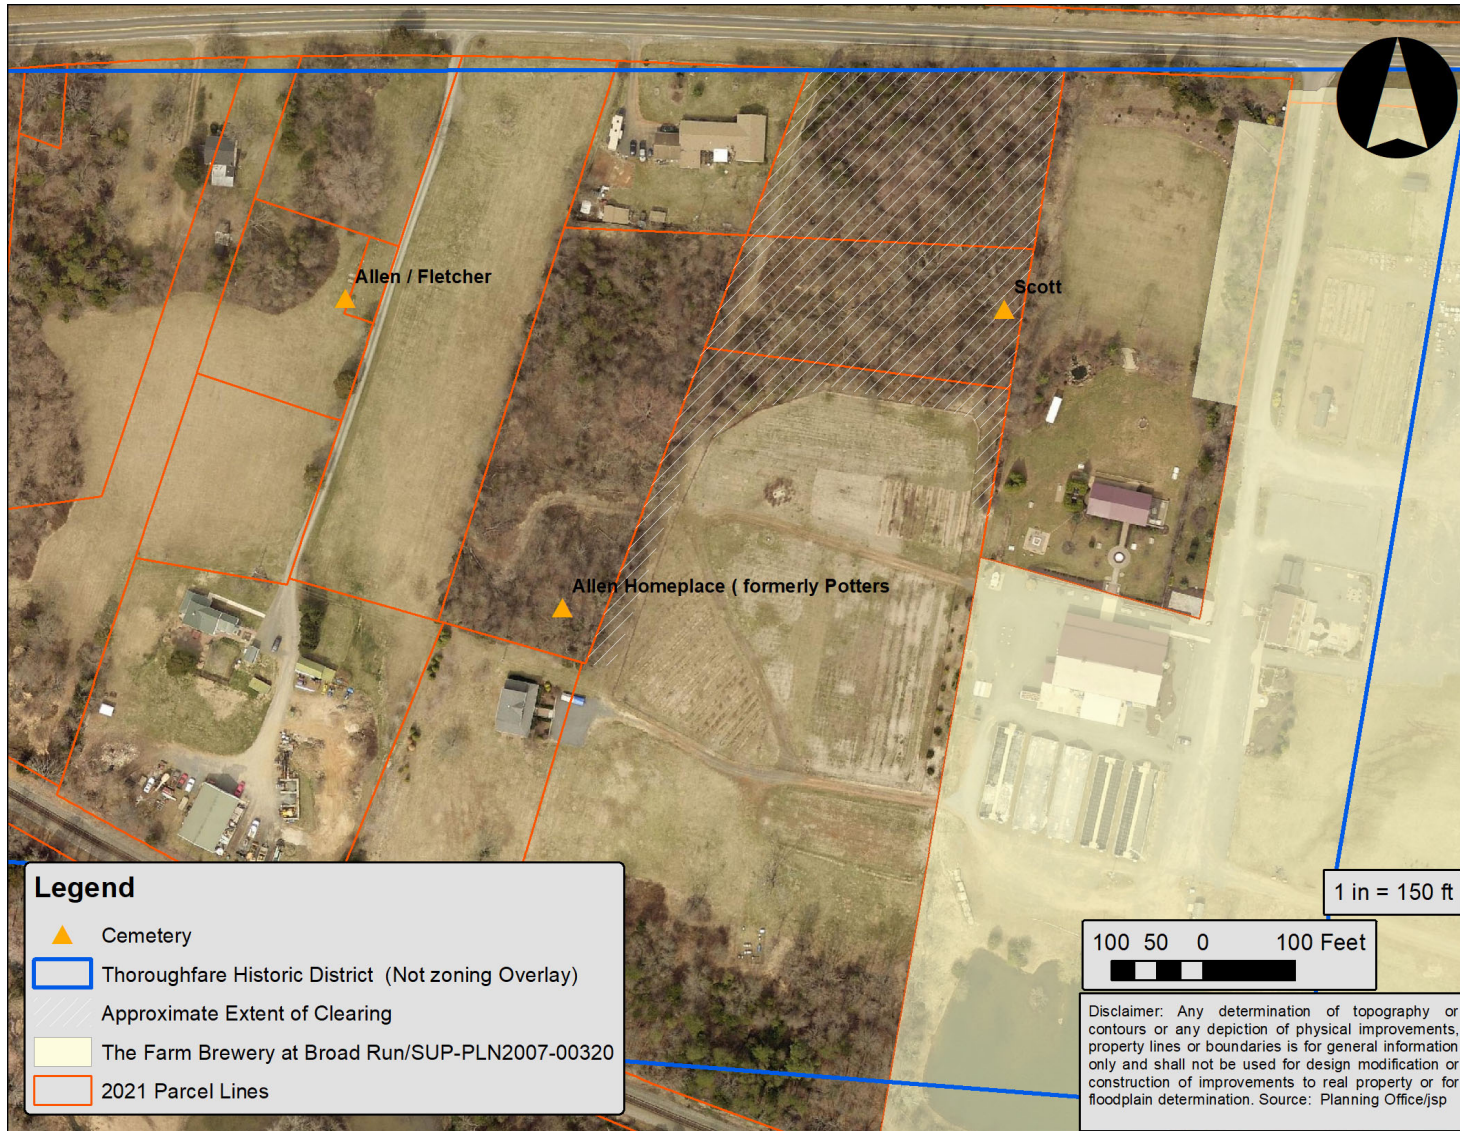 Allen / Fletcher
Scott
Allen Homeplace ( formerly Potters
Legend
Cemetery
Thoroughfare Historic District (Not zoning Overlay)
Approximate Extent of Clearing
The Farm Brewery at Broad Run/SUP-PLN2007-00320
2021 Parcel Lines
1 in = 150 ft
100 50 0 100 Feet
Disclaimer: Any determination of topography or
contours or any depiction of physical improvements,
property lines or boundaries is for general information
only and shall not be used for design modification or
construction of improvements to real property or for
floodplain determination. Source: Planning Office/jsp